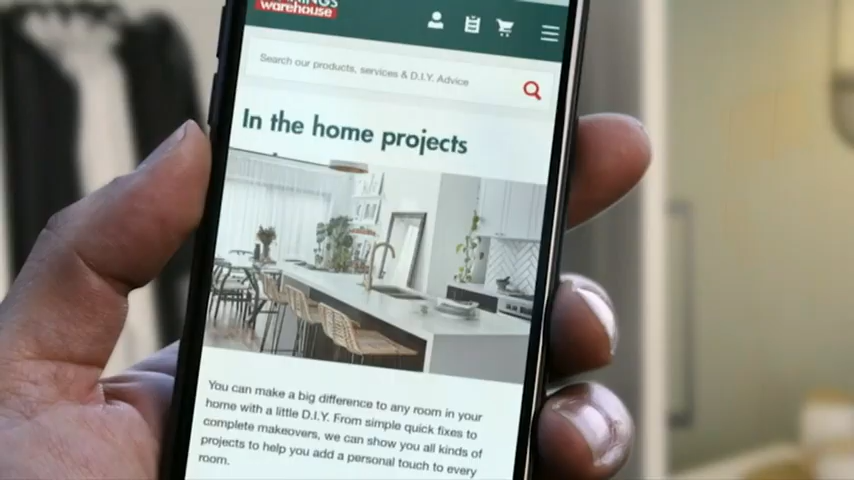 warehouse
Search our products, services & D.I.Y. Advice
In the home projects
You can make a big difference to any room in your
home with a little D.I.Y. From simple quick fixes to
complete makeovers, we can show you all kinds of
projects to help you add a personal touch to every
room.